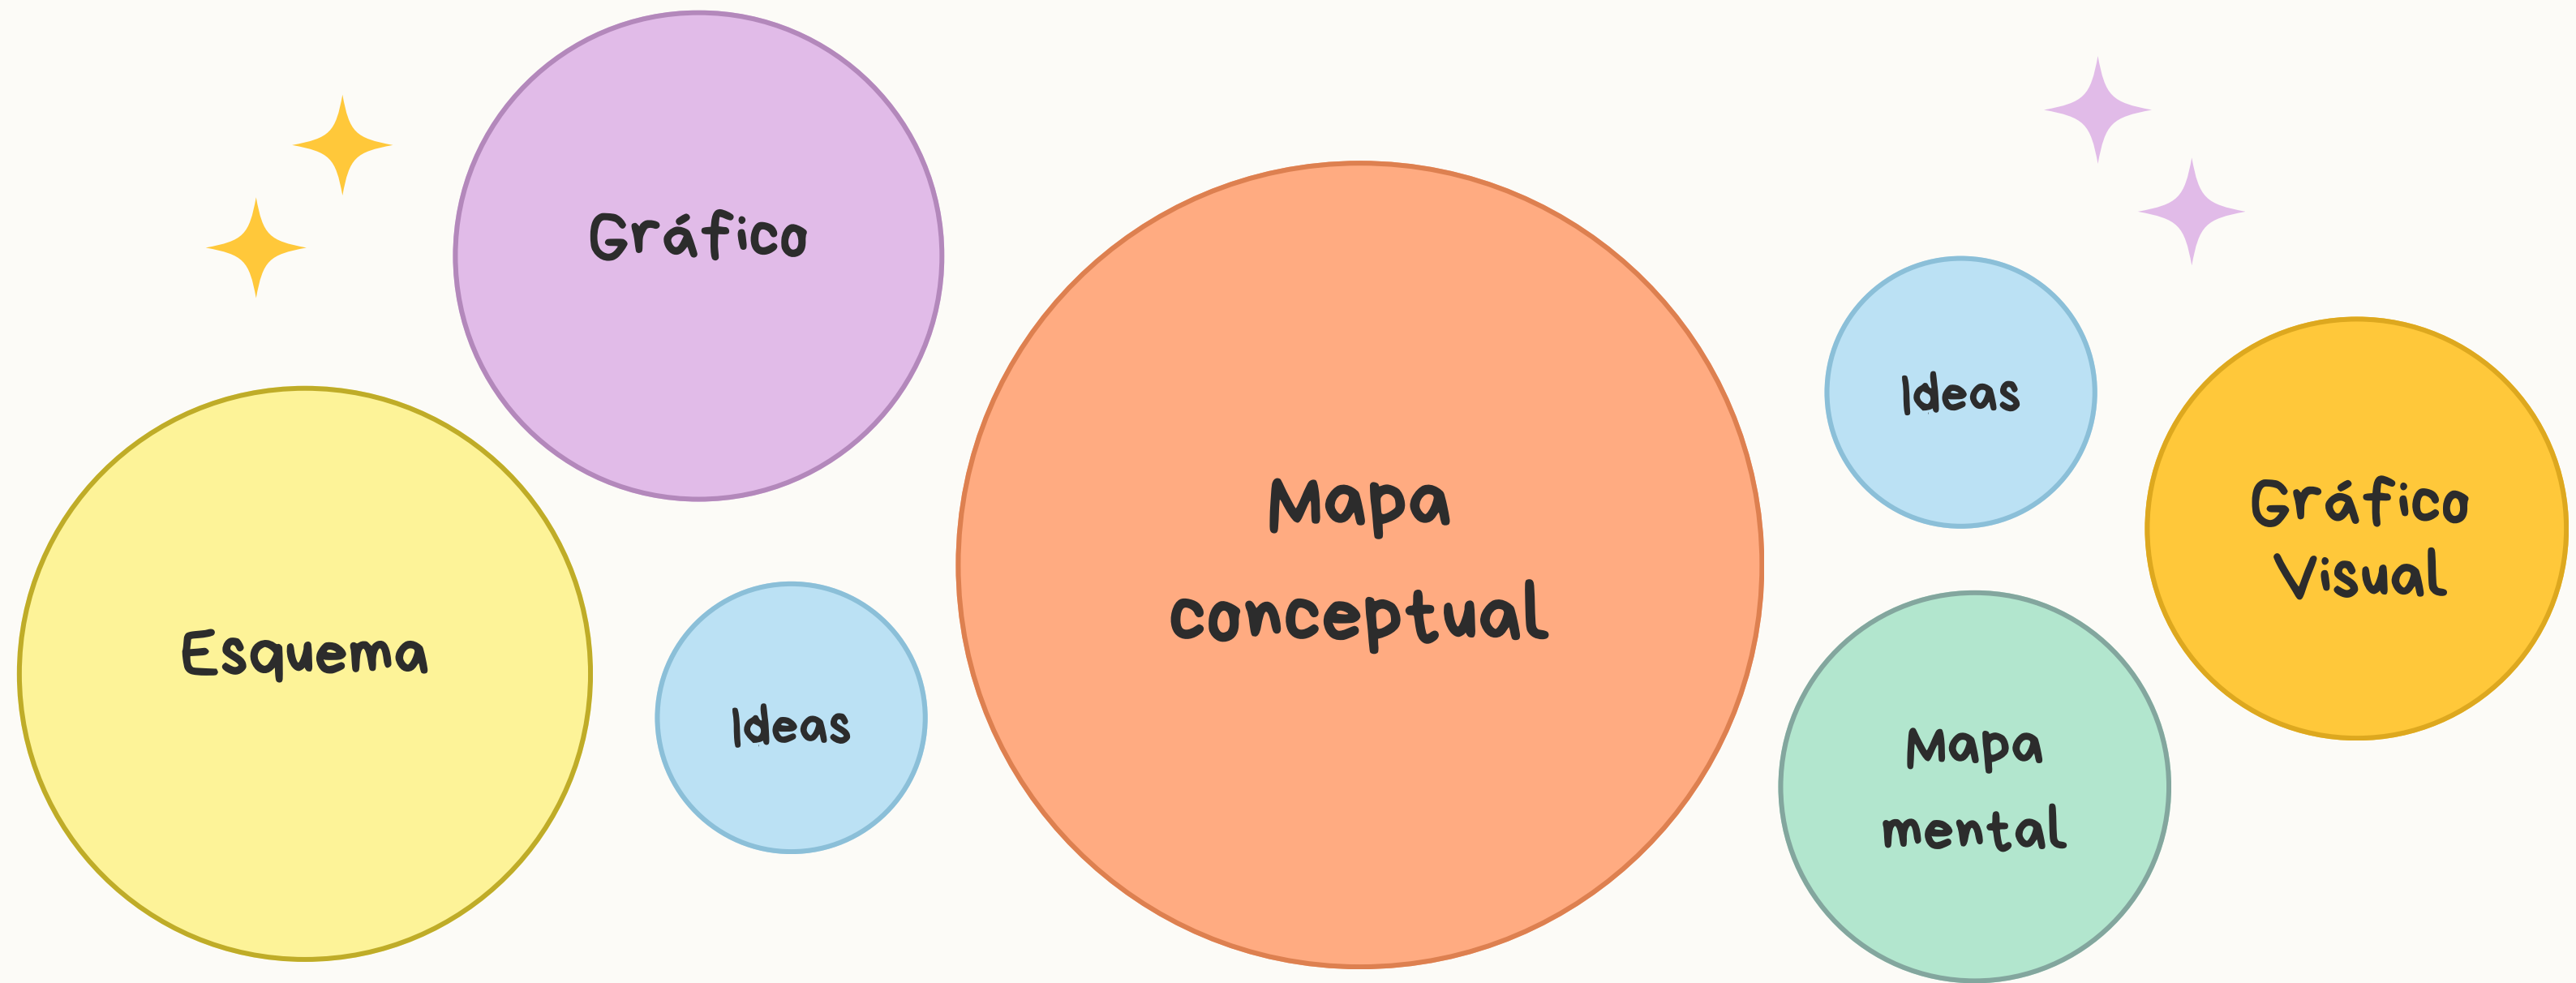 Gráfico
Esquema
Ideas
Mapa
conceptual
Ideas
Gráfico
Visual
Mapa
mental